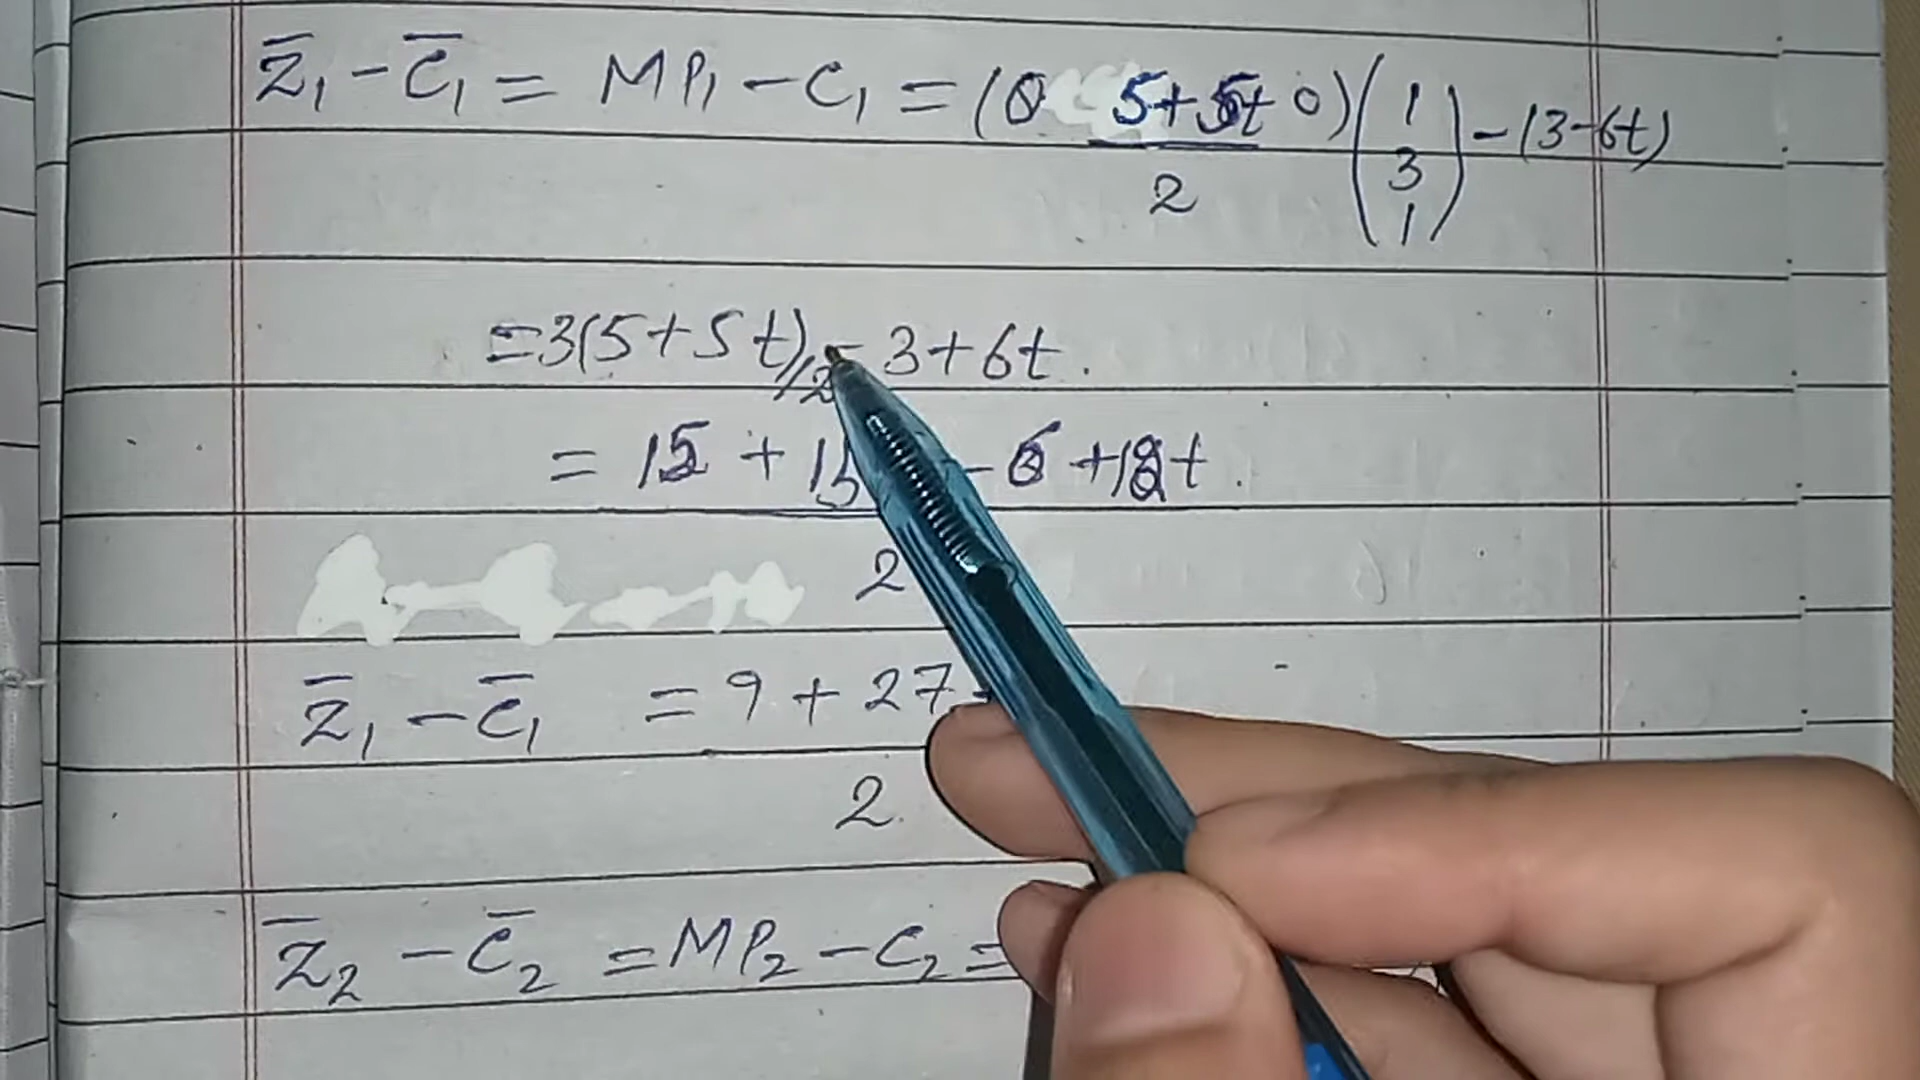 z̄₁ - c̄₁ = MP₁ - C₁ = (0 (5+5t)/2 0) (1 3 1) - (3-6t)
= 3(5+5t)/2 - 3+6t.
= 15 + 15 - 6 + 12t.
2
z̄₁ - c̄₁ = 9 + 27
2.
z̄₂ - c̄₂ = MP₂ - C₂ =